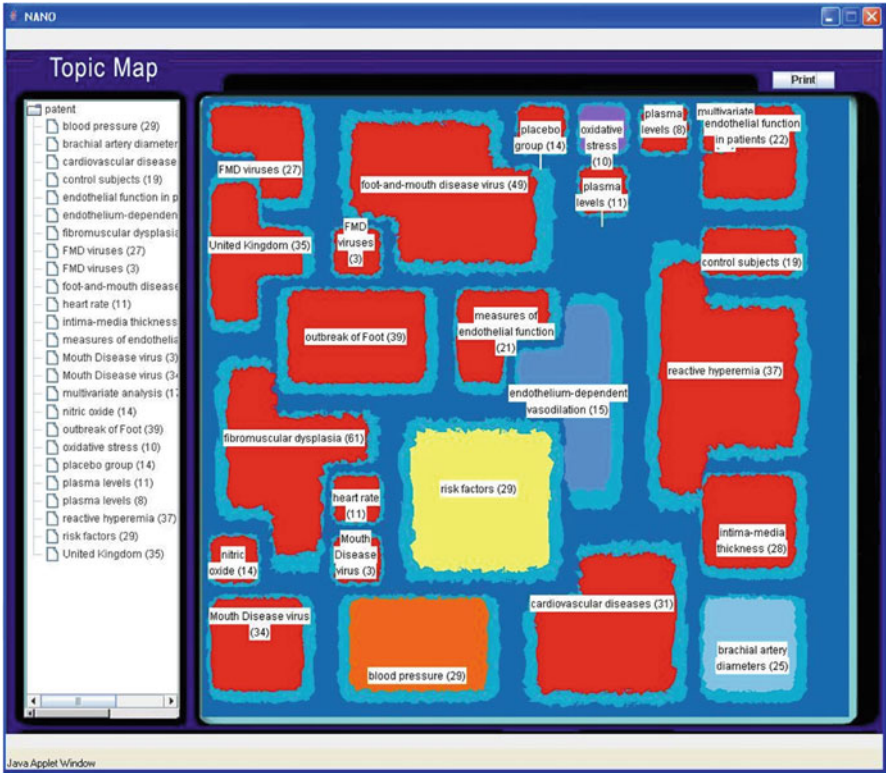 NANO
Topic Map
Print
patent
blood pressure (29)
brachial artery diameter
cardiovascular disease
control subjects (19)
endothelial function in p
endothelium-dependen
fibromuscular dysplasia
FMD viruses (27)
FMD viruses (3)
foot-and-mouth disease
heart rate (11)
intima-media thickness
measures of endothelia
Mouth Disease virus (3)
Mouth Disease virus (34
multivariate analysis (17
nitric oxide (14)
outbreak of Foot (39)
oxidative stress (10)
placebo group (14)
plasma levels (11)
plasma levels (8)
reactive hyperemia (37)
risk factors (29)
United Kingdom (35)
FMD viruses (27)
foot-and-mouth disease virus (49)
placebo
group (14)
oxidative
stress
(10)
plasma
levels (8)
multivariate
endothelial function
in patients (22)
plasma
levels (11)
United Kingdom (35)
FMD
viruses
(3)
control subjects (19)
outbreak of Foot (39)
measures of
endothelial function
(21)
reactive hyperemia (37)
endothelium-dependent
vasodilation (15)
fibromuscular dysplasia (61)
risk factors (29)
heart rate
(11)
intima-media
thickness (28)
nitric
oxide (14)
Mouth
Disease
virus (3)
Mouth Disease virus
(34)
cardiovascular diseases (31)
blood pressure (29)
brachial artery
diameters (25)
Java Applet Window